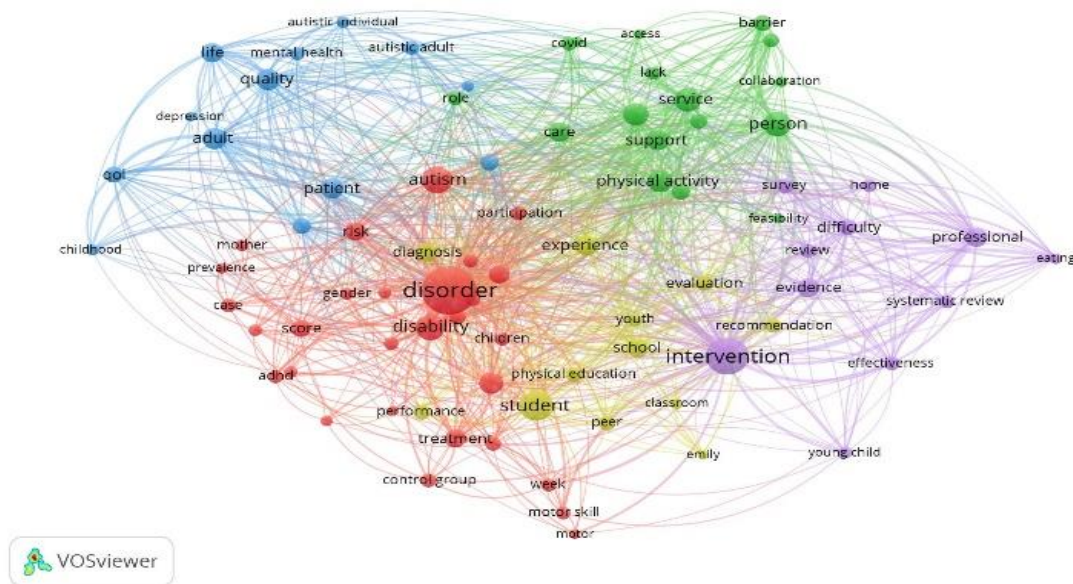 autistic individual
life
mental health
autistic adult
quality
depression
adult
qol
patient
childhood
covid
access
barrier
lack
collaboration
role
service
person
care
support
physical activity
autism
participation
risk
diagnosis
experience
mother
prevalence
gender
disorder
case
score
disability
children
adhd
survey
home
feasibility
difficulty
review
professional
eating
evaluation
evidence
systematic review
youth
recommendation
school
intervention
effectiveness
physical education
student
classroom
performance
peer
treatment
emily
young child
control group
week
motor skill
motor
VOSviewer